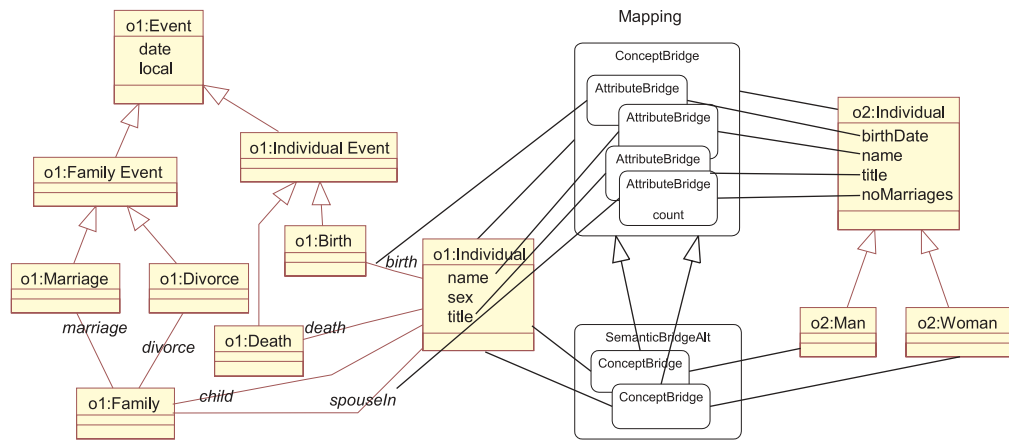 Mapping
o1:Event
date
local
ConceptBridge
AttributeBridge
AttributeBridge
AttributeBridge
AttributeBridge
count
o2:Individual
birthDate
name
title
noMarriages
o1:Family Event
o1:Individual Event
o1:Birth
birth
o1:Individual
name
sex
title
o1:Marriage
o1:Divorce
marriage
divorce
o1:Death
death
o1:Family
child
spouseIn
SemanticBridgeAlt
ConceptBridge
ConceptBridge
o2:Man
o2:Woman